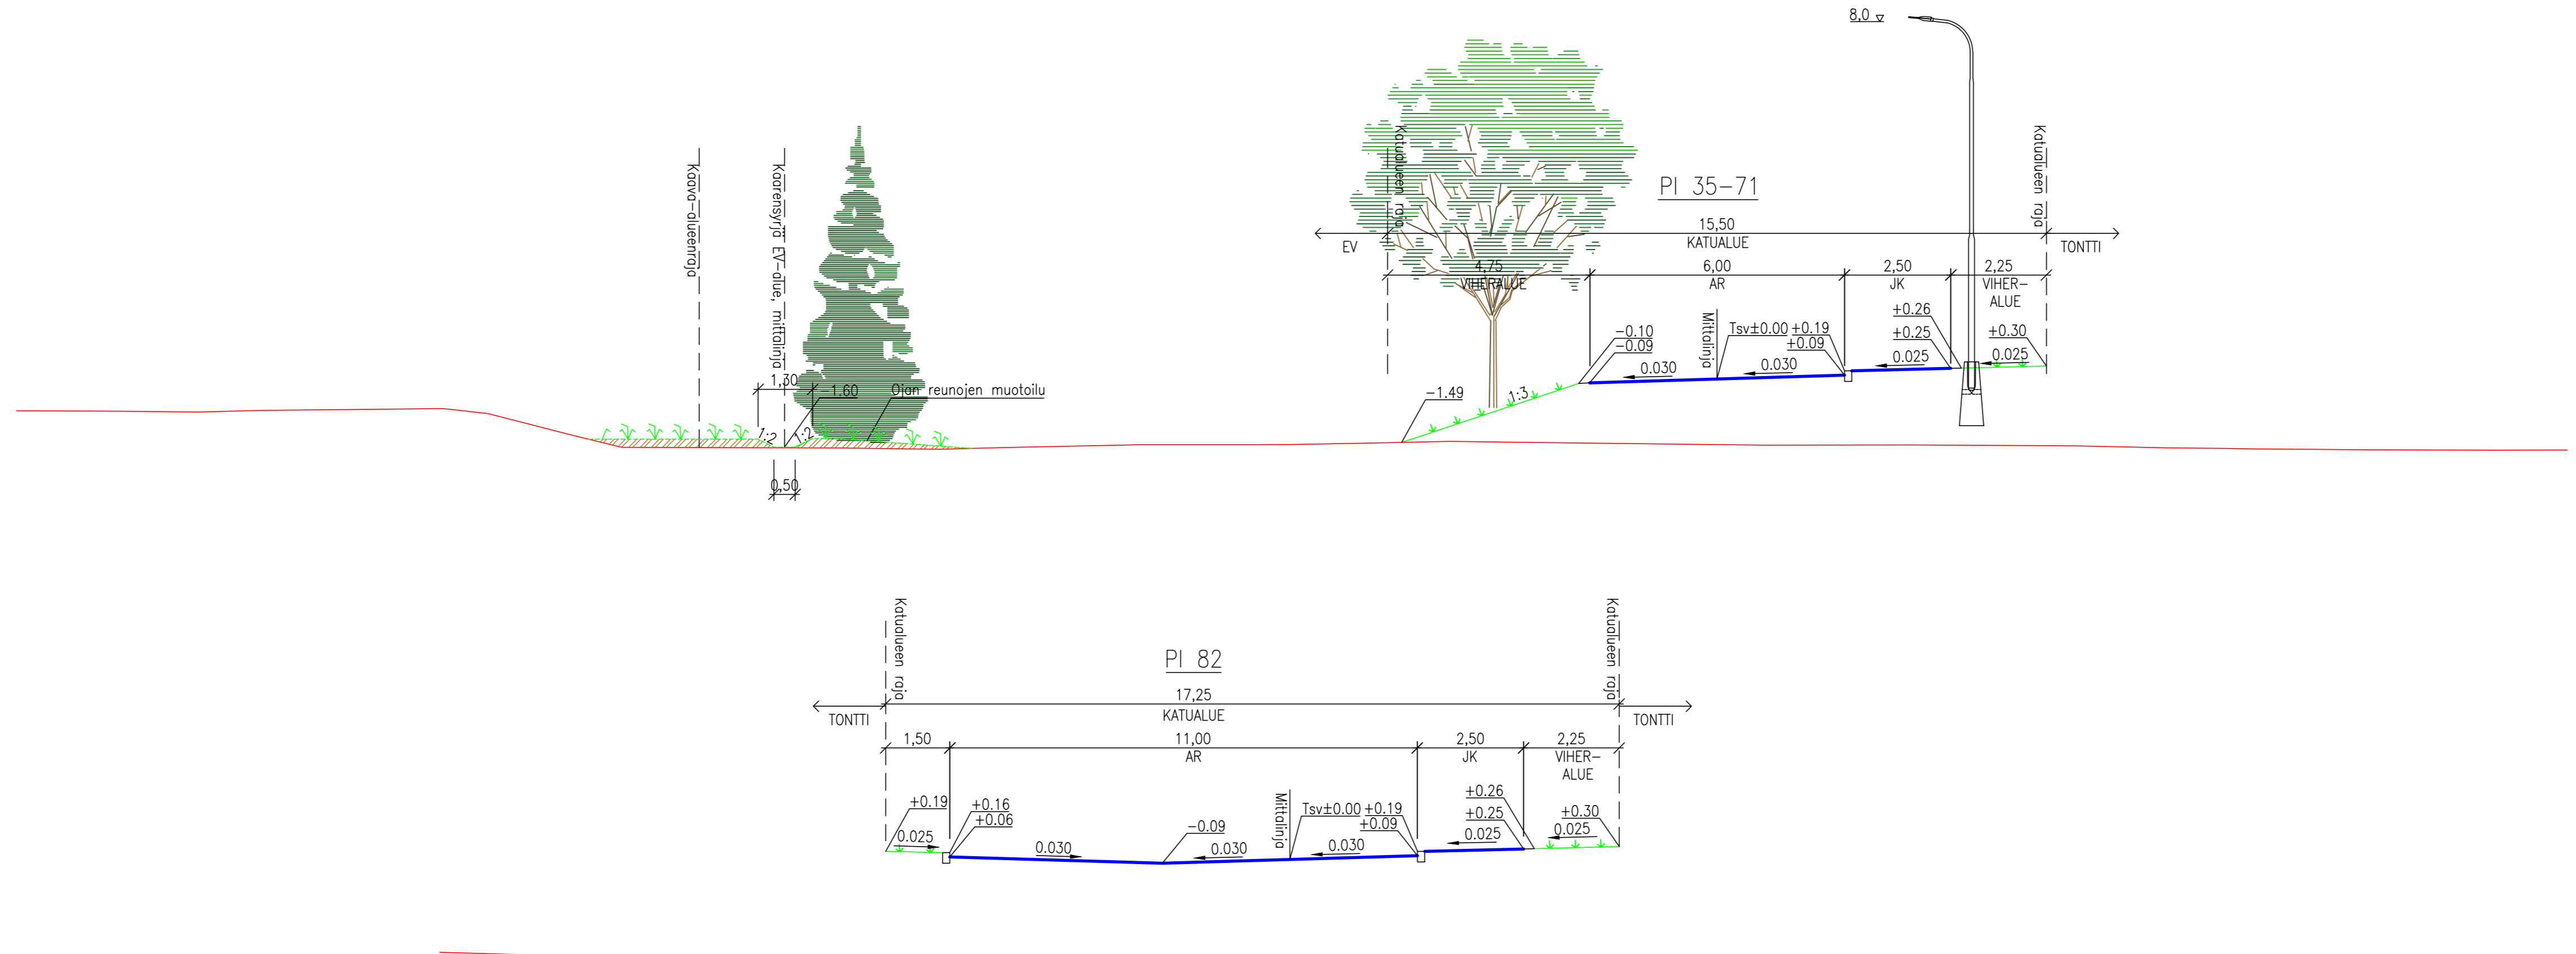 8,0
Kaava-alueenraja
Kaarensyrjä EV-alue, mittalinja
Katualueen raja
Katualueen raja
PI 35-71
15,50
KATUALUE
EV
TONTTI
4,75
VIHERALUE
6,00
AR
2,50
JK
2,25
VIHER-
ALUE
-0.10
-0.09
Mittalinja
Tsv±0.00
+0.19
+0.09
+0.26
+0.25
+0.30
0.030
0.030
0.025
0.025
-1.49
1:3
1,30
-1.60
Ojan reunojen muotoilu
1:2
1:2
0,50
Katualueen raja
Katualueen raja
PI 82
17,25
KATUALUE
TONTTI
TONTTI
1,50
11,00
AR
2,50
JK
2,25
VIHER-
ALUE
+0.19
+0.16
+0.06
-0.09
Mittalinja
Tsv±0.00
+0.19
+0.09
+0.26
+0.25
+0.30
0.025
0.030
0.030
0.030
0.025
0.025